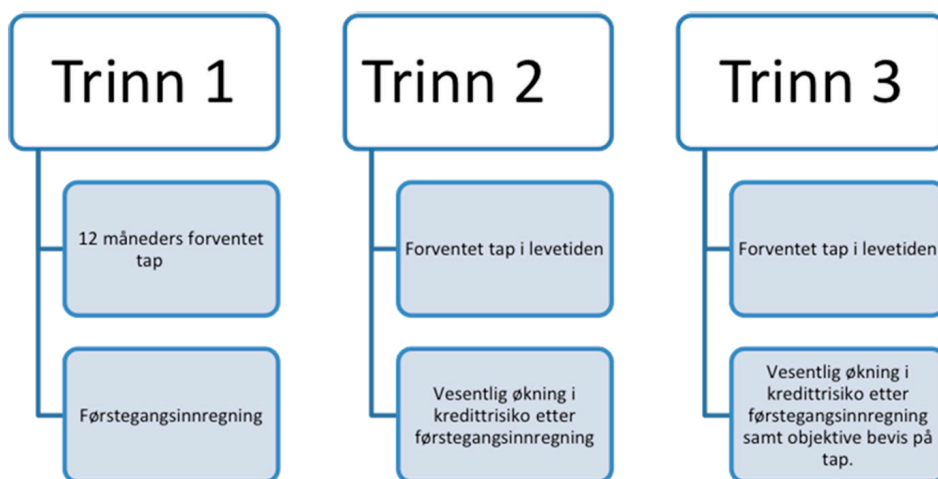 Trinn 1
12 måneders forventet
tap
Førstegangsinnregning
Trinn 2
Forventet tap i levetiden
Vesentlig økning i
kredittrisiko etter
førstegangsinnregning
Trinn 3
Forventet tap i levetiden
Vesentlig økning i
kredittrisiko etter
førstegangsinnregning
samt objektive bevis på
tap.